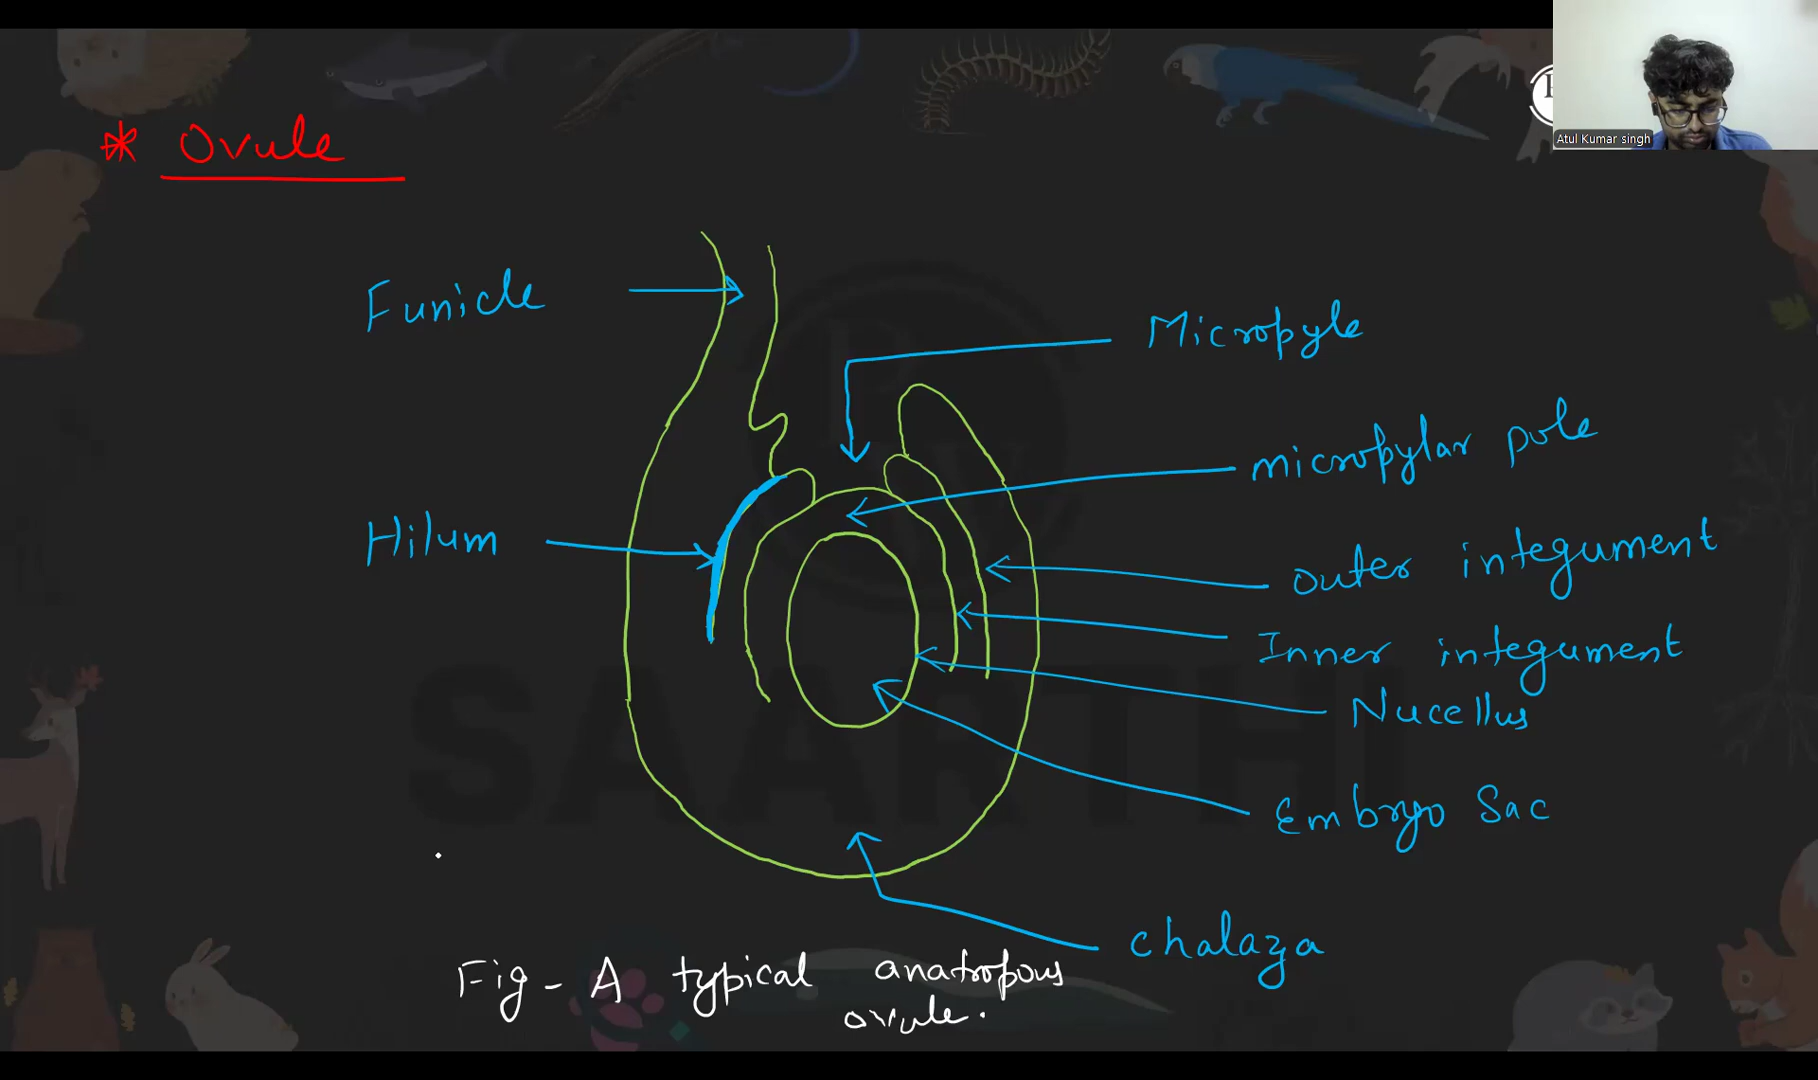 * Ovule
Funicle
Micropyle
micropylar pole
Hilum
outer integument
Inner integument
Nucellus
Embryo Sac
chalaza
Fig - A typical anatropous
ovule.
SAARTHI
Atul Kumar singh